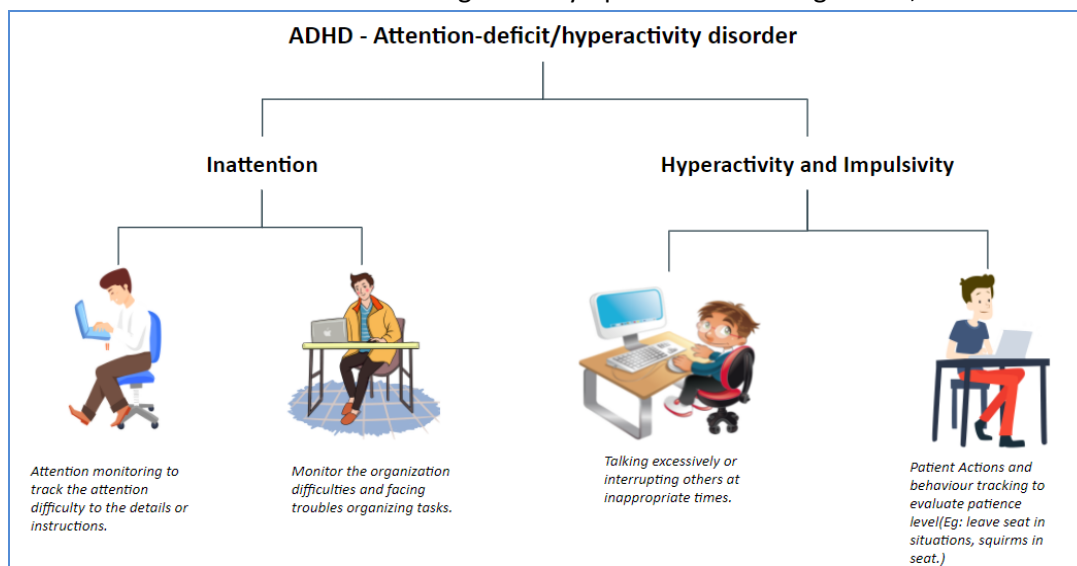 ADHD - Attention-deficit/hyperactivity disorder
Inattention
Hyperactivity and Impulsivity
Attention monitoring to
track the attention
difficulty to the details or
instructions.
Monitor the organization
difficulties and facing
troubles organizing tasks.
Talking excessively or
interrupting others at
inappropriate times.
Patient Actions and
behaviour tracking to
evaluate patience
level(Eg: leave seat in
situations, squirms in
seat.)